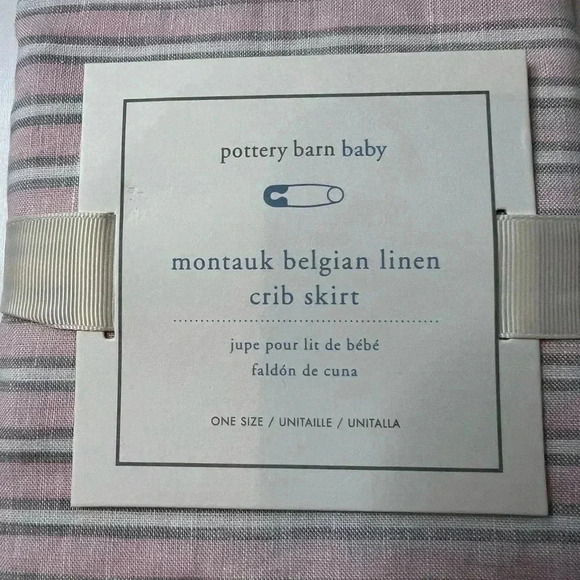 pottery barn baby
montauk belgian linen
crib skirt
jupe pour lit de bébé
faldón de cuna
ONE SIZE / UNITAILLE / UNITALLA